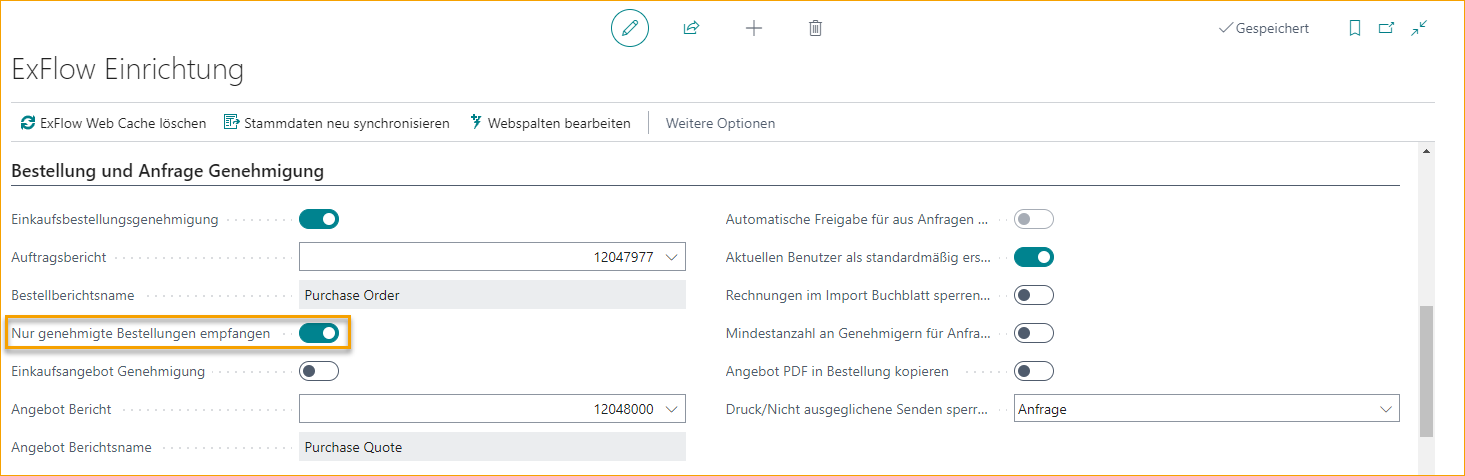 Gespeichert
ExFlow Einrichtung
ExFlow Web Cache löschen Stammdaten neu synchronisieren Webspalten bearbeiten Weitere Optionen
Bestellung und Anfrage Genehmigung
Einkaufsbestellungsgenehmigung
Auftragsbericht 12047977
Bestellberichtsname Purchase Order
Nur genehmigte Bestellungen empfangen
Einkaufsangebot Genehmigung
Angebot Bericht 12048000
Angebot Berichtsname Purchase Quote
Automatische Freigabe für aus Anfragen ...
Aktuellen Benutzer als standardmäßig ers...
Rechnungen im Import Buchblatt sperren...
Mindestanzahl an Genehmigern für Anfra...
Angebot PDF in Bestellung kopieren
Druck/Nicht ausgeglichene Senden sperr... Anfrage